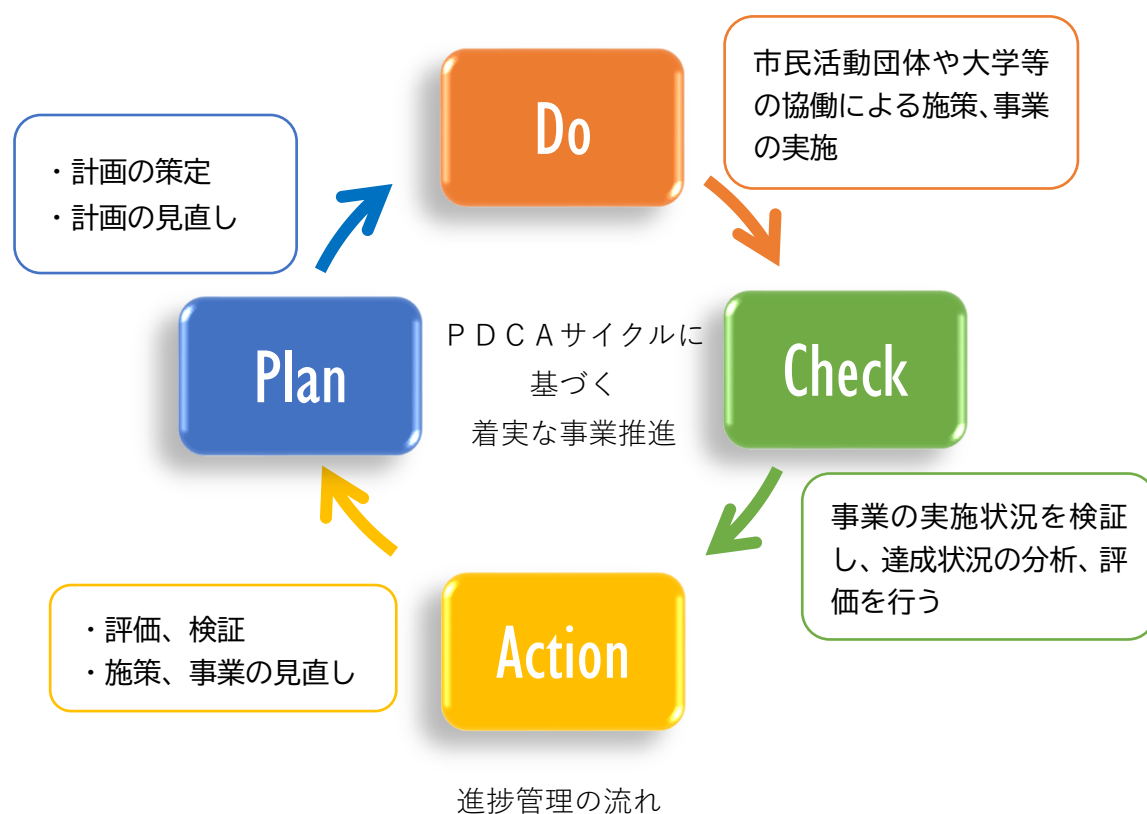 Do
市民活動団体や大学等
の協働による施策、事業
の実施
・計画の策定
・計画の見直し
Plan
ＰＤＣＡサイクルに
基づく
着実な事業推進
Check
事業の実施状況を検証
し、達成状況の分析、評
価を行う
Action
・評価、検証
・施策、事業の見直し
進捗管理の流れ